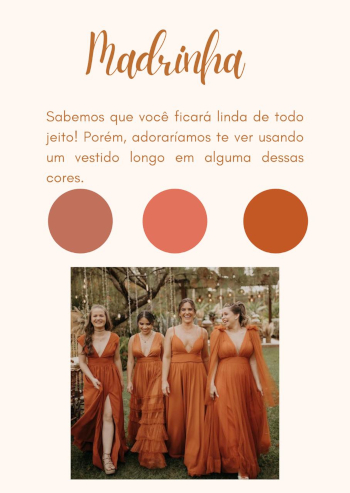 Madrinha
Sabemos que você ficará linda de todo
jeito! Porém, adoraríamos te ver usando
um vestido longo em alguma dessas
cores.